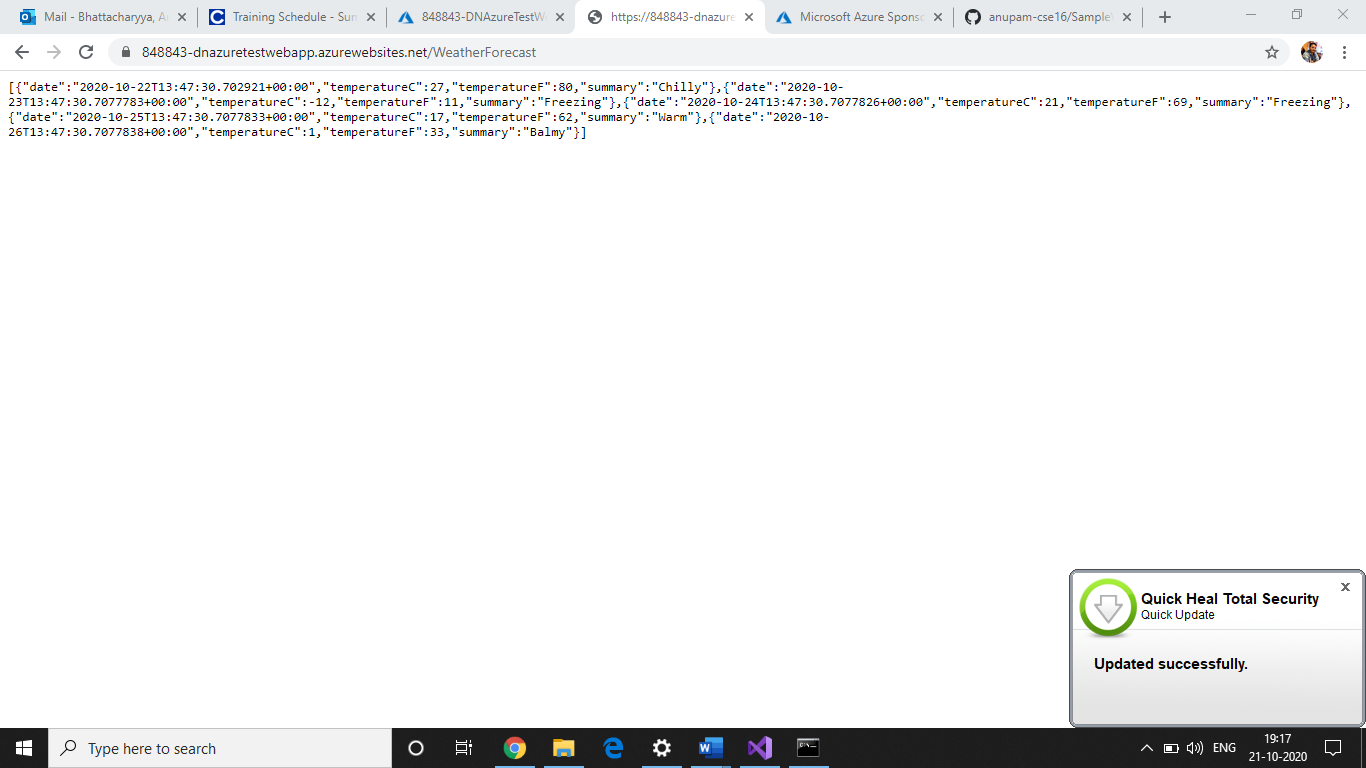 Mail - Bhattacharyya, A
Training Schedule - Sun
848843-DNAzureTestW
https://848843-dnazure
Microsoft Azure Sponso
anupam-cse16/Sample
848843-dnazuretestwebapp.azurewebsites.net/WeatherForecast
[{"date":"2020-10-22T13:47:30.702921+00:00","temperatureC":27,"temperatureF":80,"summary":"Chilly"},{"date":"2020-10-
23T13:47:30.7077783+00:00","temperatureC":-12,"temperatureF":11,"summary":"Freezing"},{"date":"2020-10-24T13:47:30.7077826+00:00","temperatureC":21,"temperatureF":69,"summary":"Freezing"},
{"date":"2020-10-25T13:47:30.7077833+00:00","temperatureC":17,"temperatureF":62,"summary":"Warm"},{"date":"2020-10-
26T13:47:30.7077838+00:00","temperatureC":1,"temperatureF":33,"summary":"Balmy"}]
Quick Heal Total Security
Quick Update
Updated successfully.
Type here to search
ENG
19:17
21-10-2020